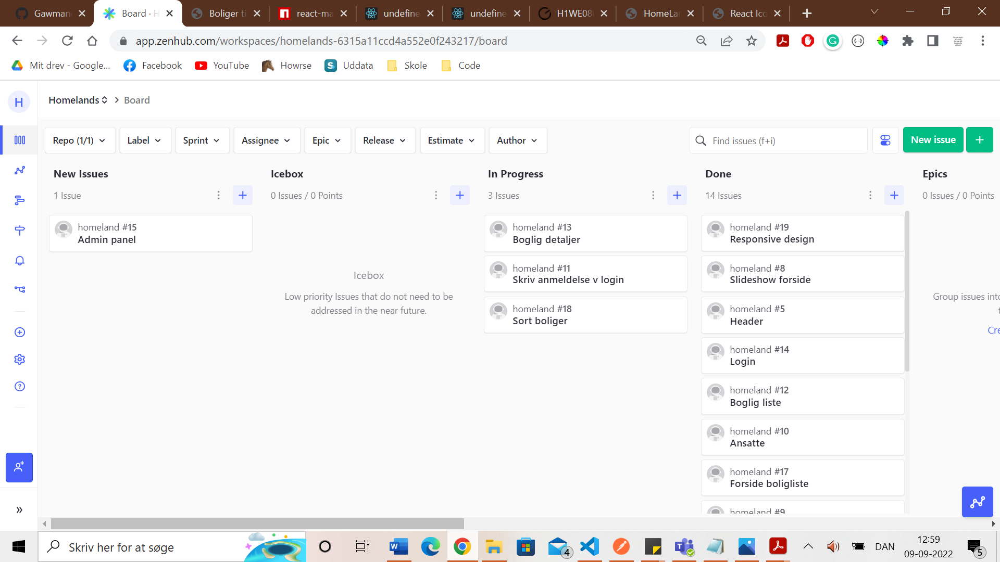 Gawman
Board · H
Boliger ti
react-ma
undefine
undefine
H1WE080
HomeLan
React Ico
app.zenhub.com/workspaces/homelands-6315a11ccd4a552e0f243217/board
Mit drev - Google...
Facebook
YouTube
Howrse
Uddata
Skole
Code
H
Homelands
Board
Repo (1/1)
Label
Sprint
Assignee
Epic
Release
Estimate
Author
Find issues (f+i)
New issue
New Issues
1 Issue
homeland #15
Admin panel
Icebox
0 Issues / 0 Points
Icebox
Low priority Issues that do not need to be
addressed in the near future.
In Progress
3 Issues
homeland #13
Boglig detaljer
homeland #11
Skriv anmeldelse v login
homeland #18
Sort boliger
Done
14 Issues
homeland #19
Responsive design
homeland #8
Slideshow forside
homeland #5
Header
homeland #14
Login
homeland #12
Boglig liste
homeland #10
Ansatte
homeland #17
Forside boligliste
homeland #9
Epics
0 Issues / 0 Points
Group issues into
t
Cre
Skriv her for at søge
4
DAN
12:59
09-09-2022
5